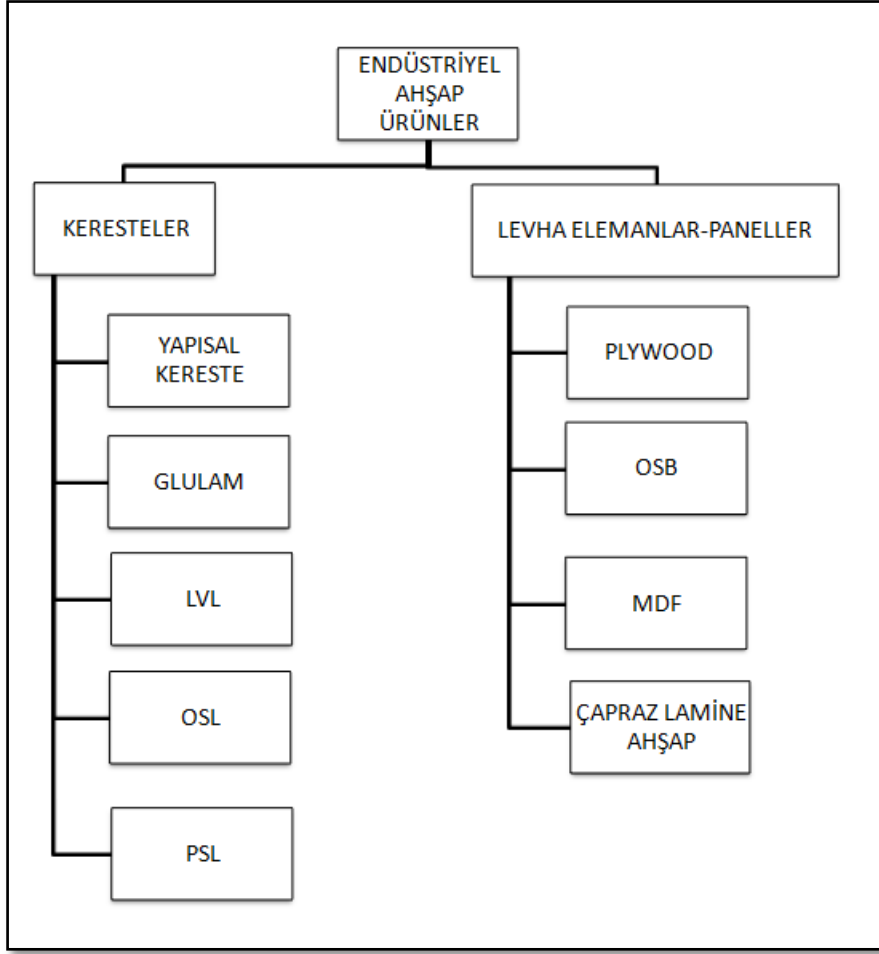 ENDÜSTRİYEL
AHŞAP
ÜRÜNLER
KERESTELER
YAPISAL
KERESTE
GLULAM
LVL
OSL
PSL
LEVHA ELEMANLAR-PANELLER
PLYWOOD
OSB
MDF
ÇAPRAZ LAMİNE
AHŞAP